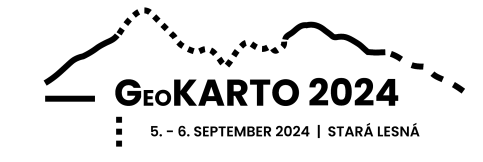 GEOKARTO 2024
5. - 6. SEPTEMBER 2024 | STARÁ LESNÁ